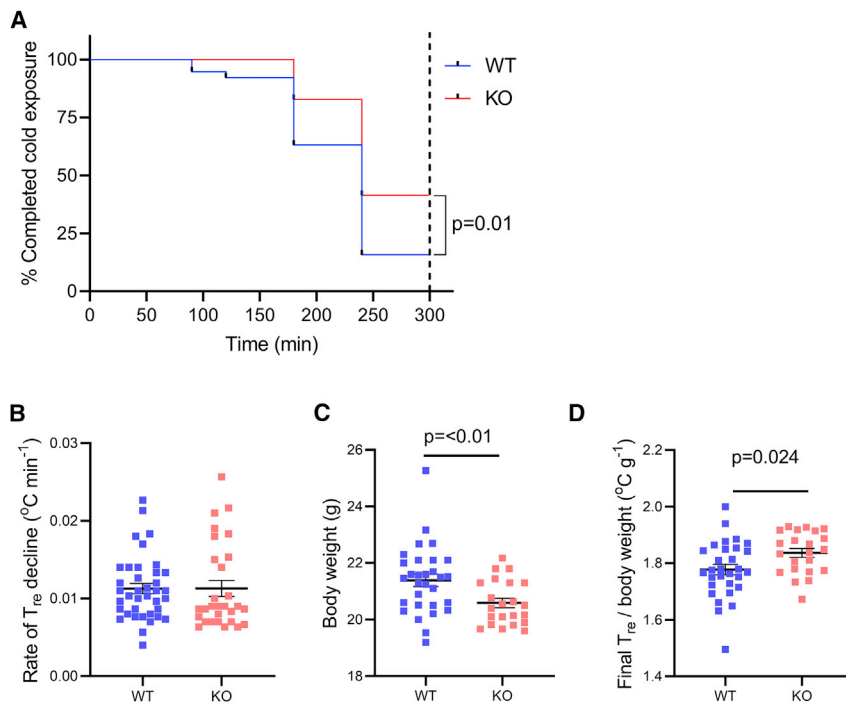 A
% Completed cold exposure
100
75
50
25
0
0 50 100 150 200 250 300
Time (min)
WT
KO
p=0.01
B
Rate of Tre decline (°C min⁻¹)
0.03
0.02
0.01
0.00
WT KO
C
Body weight (g)
26
24
22
20
18
p=<0.01
WT KO
D
Final Tre / body weight (°C g⁻¹)
2.2
2.0
1.8
1.6
1.4
p=0.024
WT KO